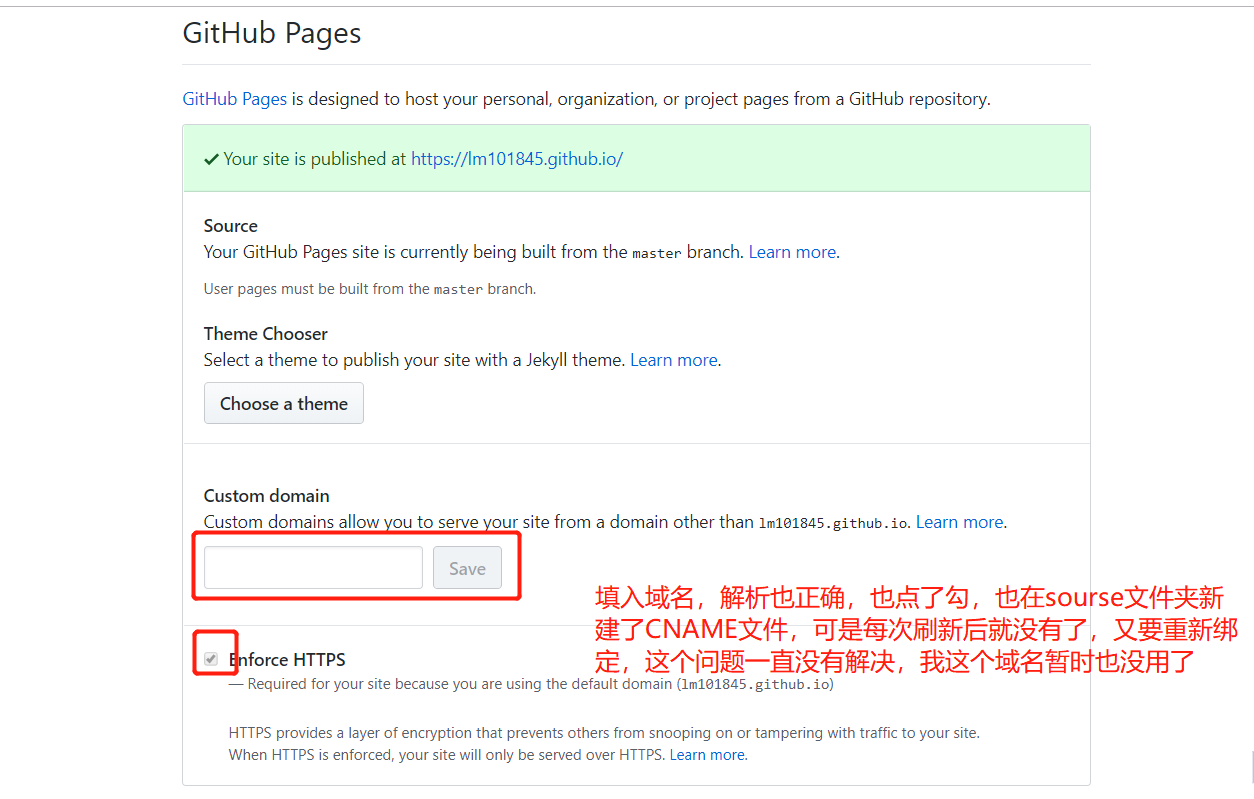 GitHub Pages
GitHub Pages is designed to host your personal, organization, or project pages from a GitHub repository.
Your site is published at https://lm101845.github.io/
Source
Your GitHub Pages site is currently being built from the master branch. Learn more.
User pages must be built from the master branch.
Theme Chooser
Select a theme to publish your site with a Jekyll theme. Learn more.
Choose a theme
Custom domain
Custom domains allow you to serve your site from a domain other than lm101845.github.io. Learn more.
Save
填入域名，解析也正确，也点了勾，也在sourse文件夹新
建了CNAME文件，可是每次刷新后就没有了，又要重新绑
定，这个问题一直没有解决，我这个域名暂时也没用了
Enforce HTTPS
— Required for your site because you are using the default domain (lm101845.github.io)
HTTPS provides a layer of encryption that prevents others from snooping on or tampering with traffic to your site.
When HTTPS is enforced, your site will only be served over HTTPS. Learn more.